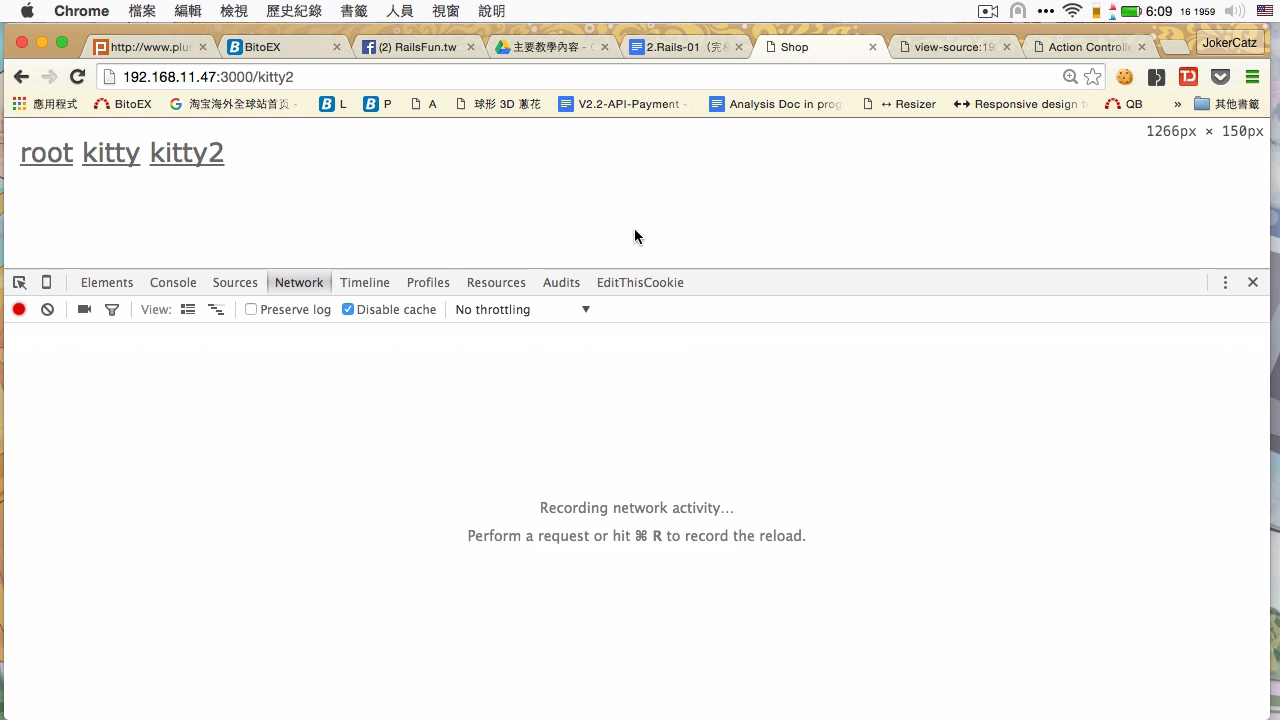 Chrome 檔案 編輯 檢視 歷史紀錄 書籤 人員 視窗 說明 6:09 16 1959
http://www.plur BitoEX (2) RailsFun.tw 主要教學內容 - 2.Rails-01（完 Shop view-source:19 Action Controlle JokerCatz
192.168.11.47:3000/kitty2
應用程式 BitoEX 淘宝海外全球站首页 - L P A 球形 3D 蔥花 V2.2-API-Payment - Analysis Doc in prog ↔ Resizer Responsive design t QB » 其他書籤
1266px × 150px
root kitty kitty2
Elements Console Sources Network Timeline Profiles Resources Audits EditThisCookie
View: Preserve log Disable cache No throttling
Recording network activity…
Perform a request or hit ⌘ R to record the reload.